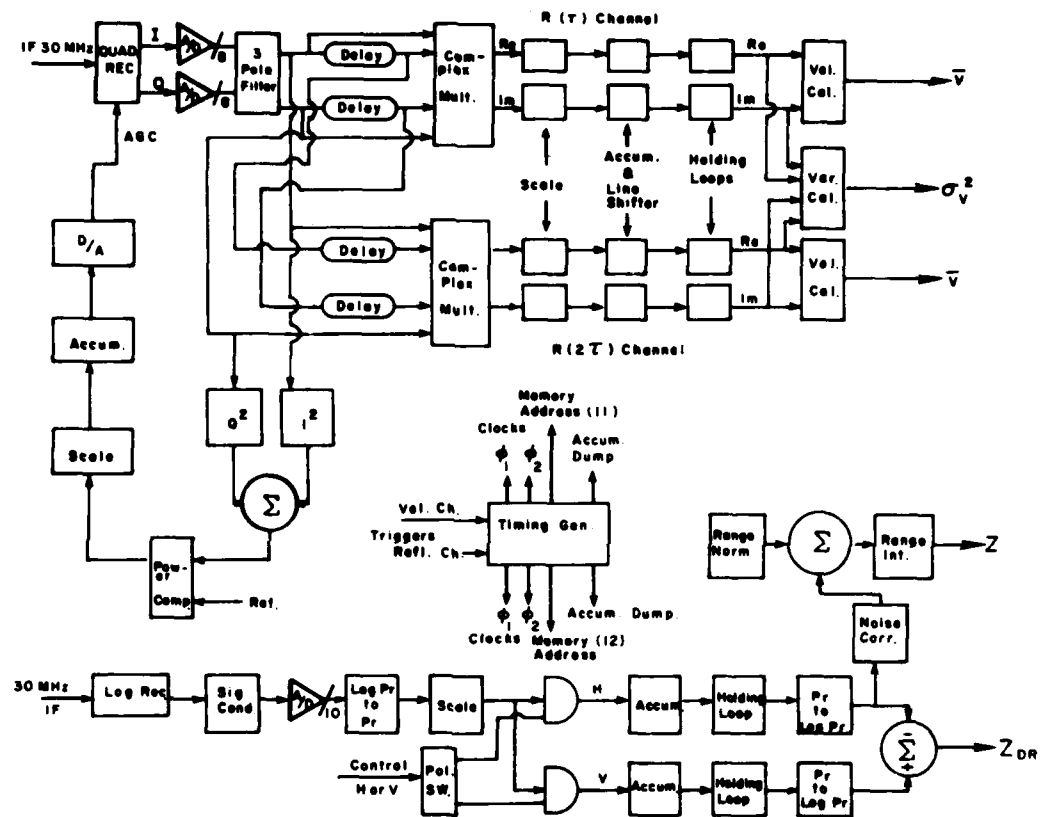 R (τ) Channel
IF 30 MHz
QUAD
REC
I
Q
A/D
8
A/D
8
3
Pole
Filter
Delay
Delay
Com-
plex
Mult.
Re
Im
Re
Im
Vel.
Cal.
V̄
AGC
Scale
Accum.
&
Line
Shifter
Holding
Loops
Var.
Cal.
σv²
D/A
Delay
Delay
Com-
Plex
Mult.
Re
Im
Vel.
Cal.
V̄
R (2τ) Channel
Accum.
Scale
Q²
I²
Σ
Pow-
er
Comp.
Ref.
Memory
Address (11)
Clocks
ϕ1
ϕ2
Accum.
Dump
Vel. Ch.
Triggers
Refl. Ch.
Timing Gen.
ϕ1
ϕ2
Clocks
Memory (12)
Address
Accum. Dump
Range
Norm
Σ
Range
Int.
Z
Noise
Corr.
30 MHz
IF
Log Rec
Sig
Cond
A/D
10
Log Pr
to
Pr
Scale
H
Accum
Holding
Loop
Pr
to
Log Pr
-
Σ
+
ZDR
Control
H or V
Pol.
SW.
V
Accum.
Holding
Loop
Pr
to
Log Pr